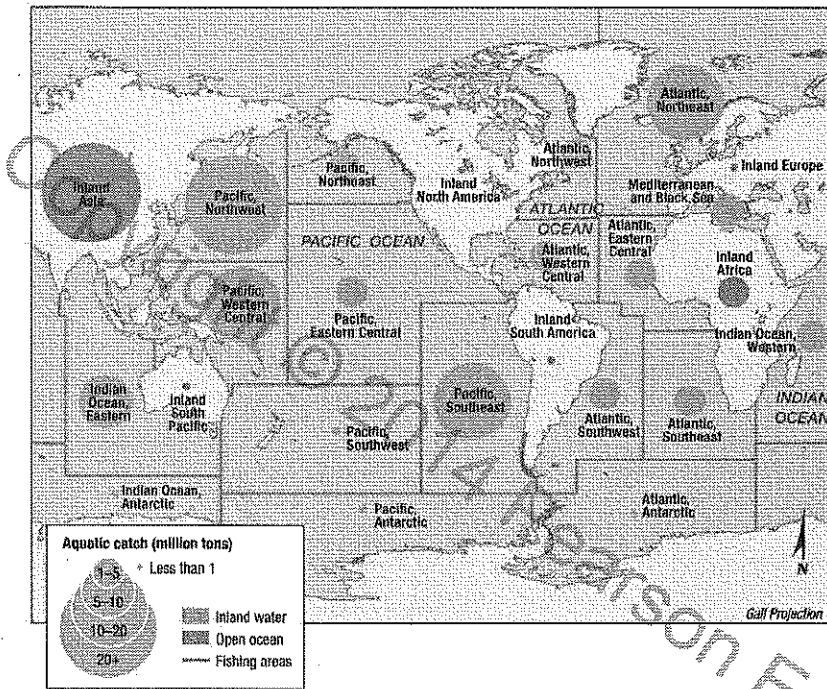 Atlantic,
Northeast
Inland
Asia
Pacific,
Northwest
Pacific,
Northeast
Inland
North America
Atlantic,
Northwest
Inland Europe
Mediterranean
and Black Sea
ATLANTIC
OCEAN
PACIFIC OCEAN
Atlantic,
Western
Central
Atlantic,
Eastern
Central
Inland
Africa
Pacific,
Western
Central
Pacific,
Eastern Central
Inland
South America
Indian Ocean,
Western
Indian
Ocean,
Eastern
Inland
South
Pacific
Pacific,
Southwest
Pacific,
Southeast
Atlantic,
Southwest
Atlantic,
Southeast
INDIAN
OCEAN
Indian Ocean,
Antarctic
Pacific,
Antarctic
Atlantic,
Antarctic
Aquatic catch (million tons)
1–5
Less than 1
5–10
10–20
20+
Inland water
Open ocean
Fishing areas
N
Gall Projection
2014 Pearson